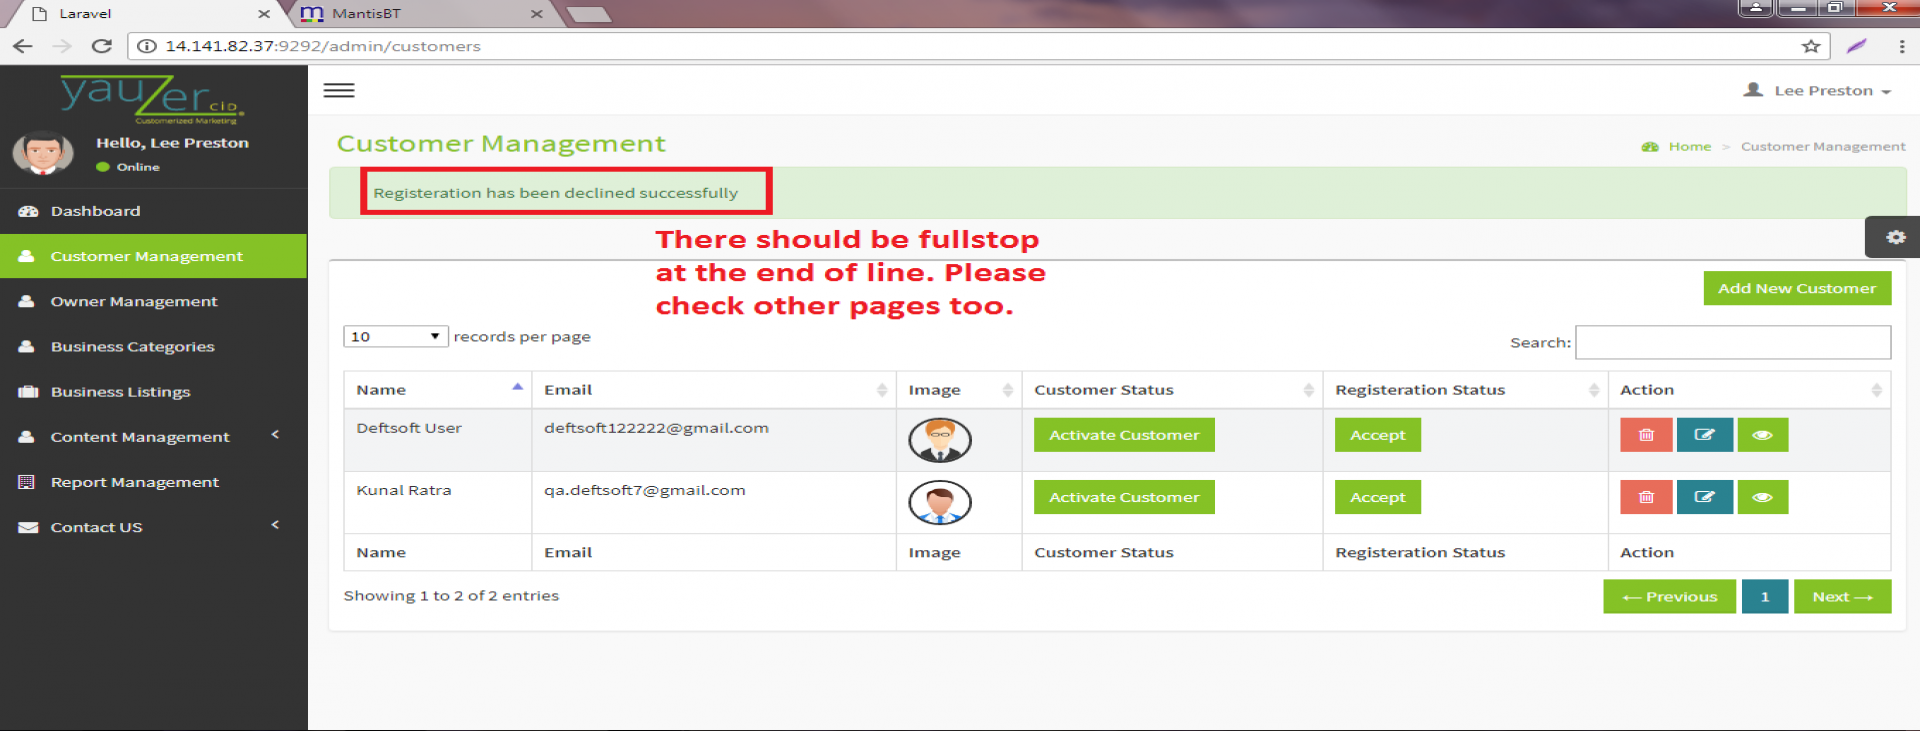 Laravel
MantisBT
14.141.82.37:9292/admin/customers
yauzer CID
Customerized Marketing
Hello, Lee Preston
Online
Lee Preston
Customer Management
Home > Customer Management
Registeration has been declined successfully
There should be fullstop
at the end of line. Please
check other pages too.
Dashboard
Customer Management
Owner Management
Business Categories
Business Listings
Content Management
Report Management
Contact US
Add New Customer
10 records per page
Search:
Name Email Image Customer Status Registeration Status Action
Deftsoft User deftsoft122222@gmail.com Activate Customer Accept
Kunal Ratra qa.deftsoft7@gmail.com Activate Customer Accept
Name Email Image Customer Status Registeration Status Action
Showing 1 to 2 of 2 entries
← Previous 1 Next →